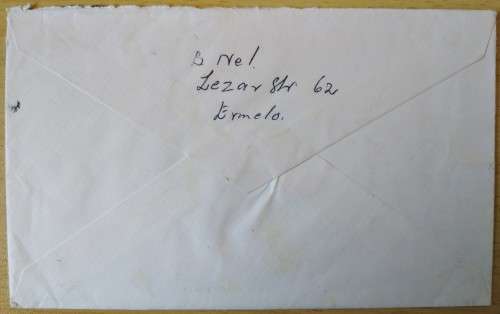 B Nel.
Lezar Str 62
Ermelo.